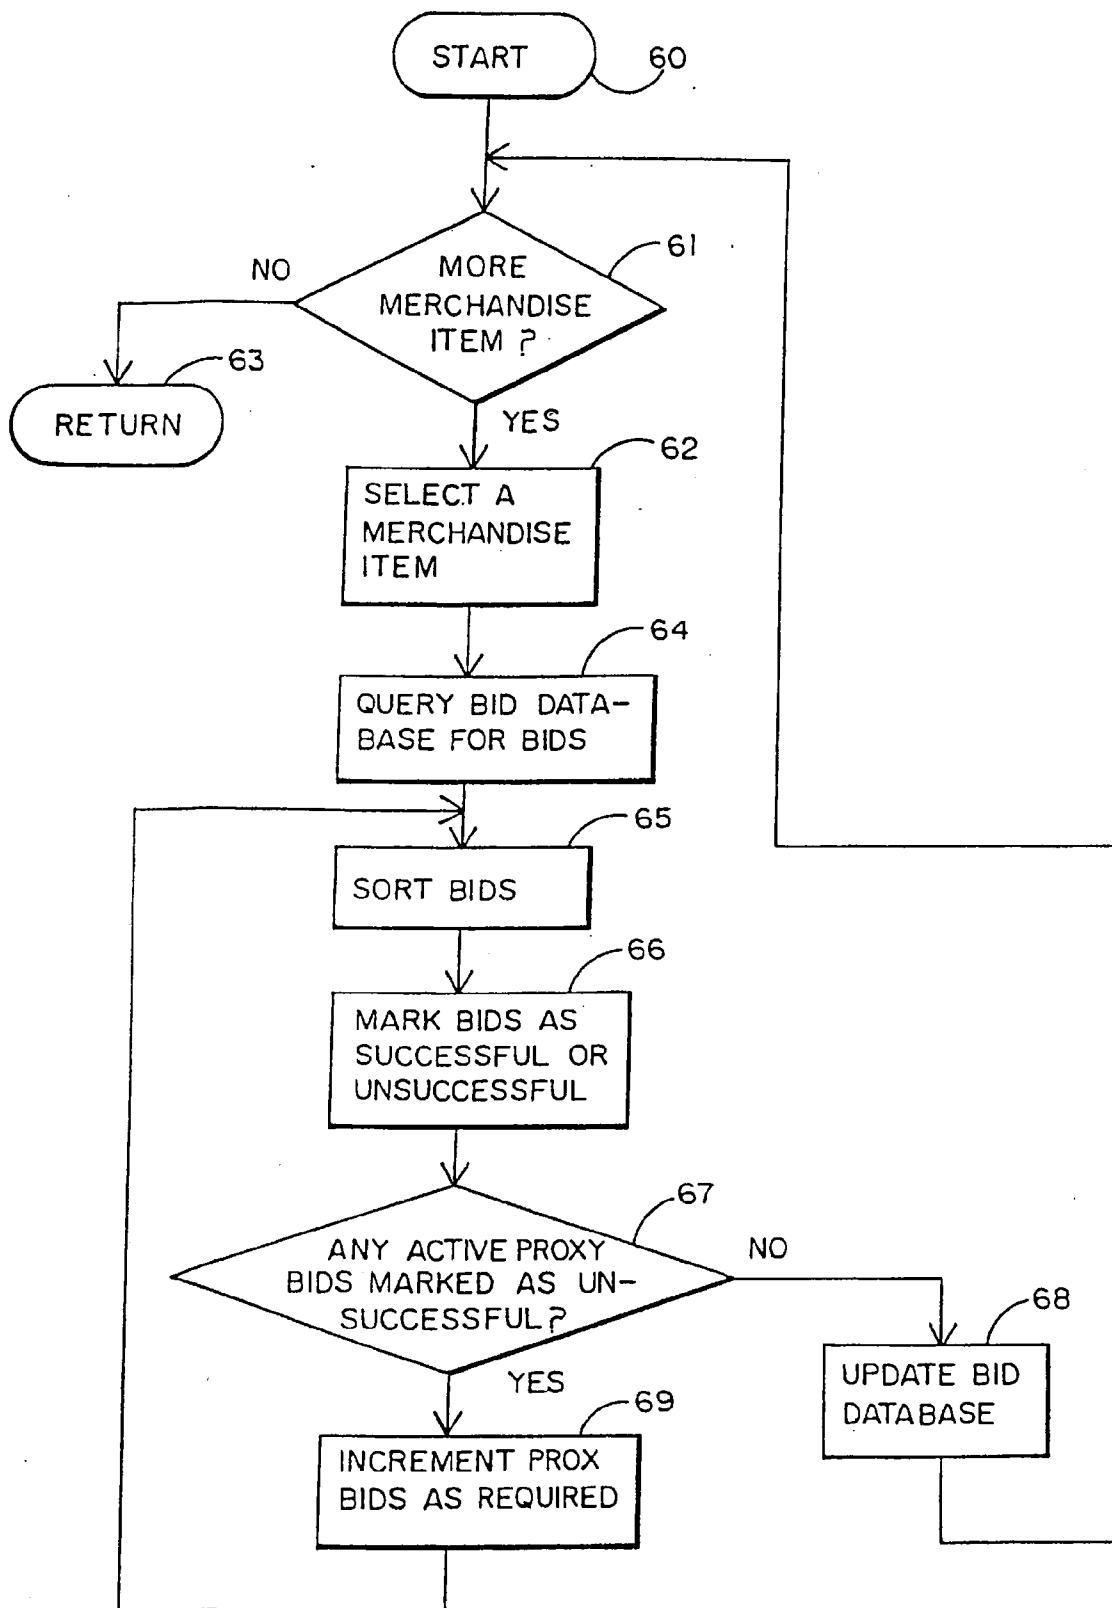 START
60
MORE
MERCHANDISE
ITEM ?
61
NO
63
RETURN
YES
62
SELECT A
MERCHANDISE
ITEM
64
QUERY BID DATA-
BASE FOR BIDS
65
SORT BIDS
66
MARK BIDS AS
SUCCESSFUL OR
UNSUCCESSFUL
67
ANY ACTIVE PROXY
BIDS MARKED AS UN-
SUCCESSFUL?
NO
68
UPDATE BID
DATABASE
YES
69
INCREMENT PROX
BIDS AS REQUIRED